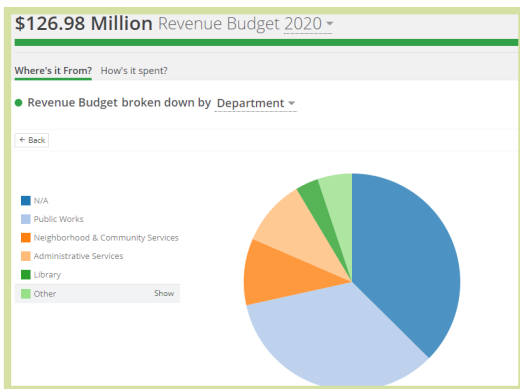 $126.98 Million Revenue Budget 2020
Where's it From? How's it spent?
Revenue Budget broken down by Department
← Back
N/A
Public Works
Neighborhood & Community Services
Administrative Services
Library
Other Show